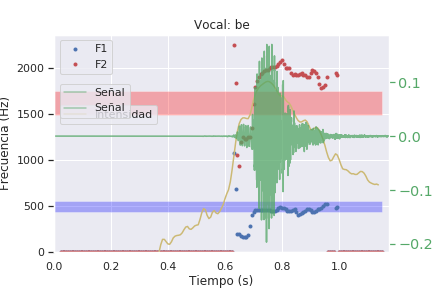 Vocal: be
F1
F2
Señal
Señal
Intensidad
Frecuencia (Hz)
2000
1500
1000
500
0
0.1
0.0
−0.1
−0.2
0.0
0.2
0.4
0.6
0.8
1.0
Tiempo (s)